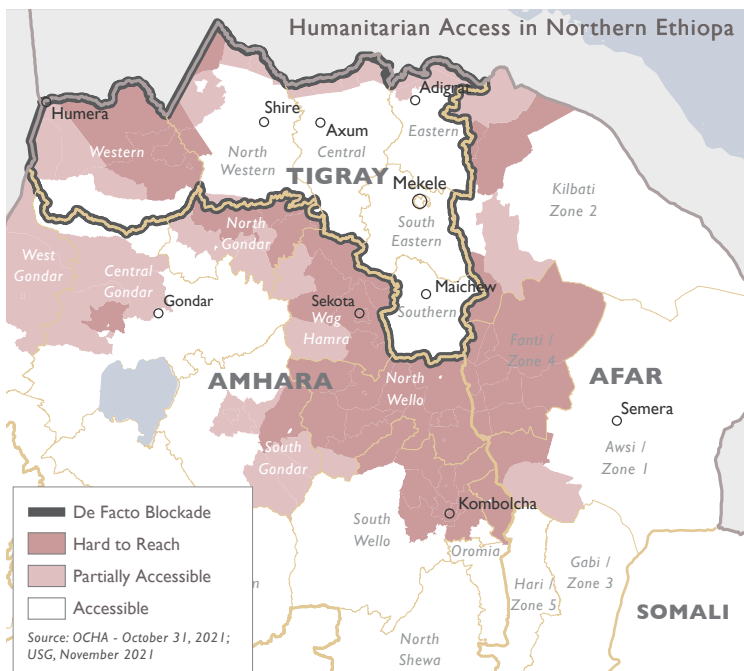 Humanitarian Access in Northern Ethiopa
Humera
Adigrat
Shire
Axum
Eastern
Western
North
Western
Central
TIGRAY
Mekele
Kilbati
Zone 2
South
Eastern
North
Gondar
West
Gondar
Central
Gondar
Gondar
Maichew
Southern
Sekota
Wag
Hamra
Fanti /
Zone 4
AMHARA
North
Wello
AFAR
Semera
Awsi /
Zone 1
South
Gondar
Kombolcha
South
Wello
Oromia
Gabi /
Zone 3
Hari /
Zone 5
SOMALI
North
Shewa
De Facto Blockade
Hard to Reach
Partially Accessible
Accessible
Source: OCHA - October 31, 2021;
USG, November 2021